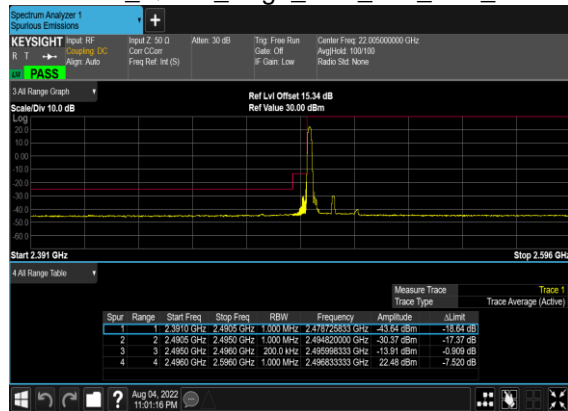 Spectrum Analyzer 1
Spurious Emissions
KEYSIGHT Input: RF Input Z: 50 Ω Atten: 30 dB Trig: Free Run Center Freq: 22.005000000 GHz
R T Coupling: DC Corr CCorr Gate: Off Avg|Hold: 100/100
Align: Auto Freq Ref: Int (S) IF Gain: Low Radio Std: None
LXI PASS
3 All Range Graph
Ref Lvl Offset 15.34 dB
Scale/Div 10.0 dB Ref Value 30.00 dBm
Log
20.0
10.0
0.00
-10.0
-20.0
-30.0
-40.0
-50.0
-60.0
Start 2.391 GHz Stop 2.596 GHz
4 All Range Table
Measure Trace Trace 1
Trace Type Trace Average (Active)
Spur Range Start Freq Stop Freq RBW Frequency Amplitude ΔLimit
1 1 2.3910 GHz 2.4905 GHz 1.000 MHz 2.478725833 GHz -43.64 dBm -18.64 dB
2 2 2.4905 GHz 2.4950 GHz 1.000 MHz 2.494820000 GHz -30.37 dBm -17.37 dB
3 3 2.4950 GHz 2.4960 GHz 200.0 kHz 2.495998333 GHz -13.91 dBm -0.909 dB
4 4 2.4960 GHz 2.5960 GHz 1.000 MHz 2.496833333 GHz 22.48 dBm -7.520 dB
? Aug 04, 2022
11:01:16 PM